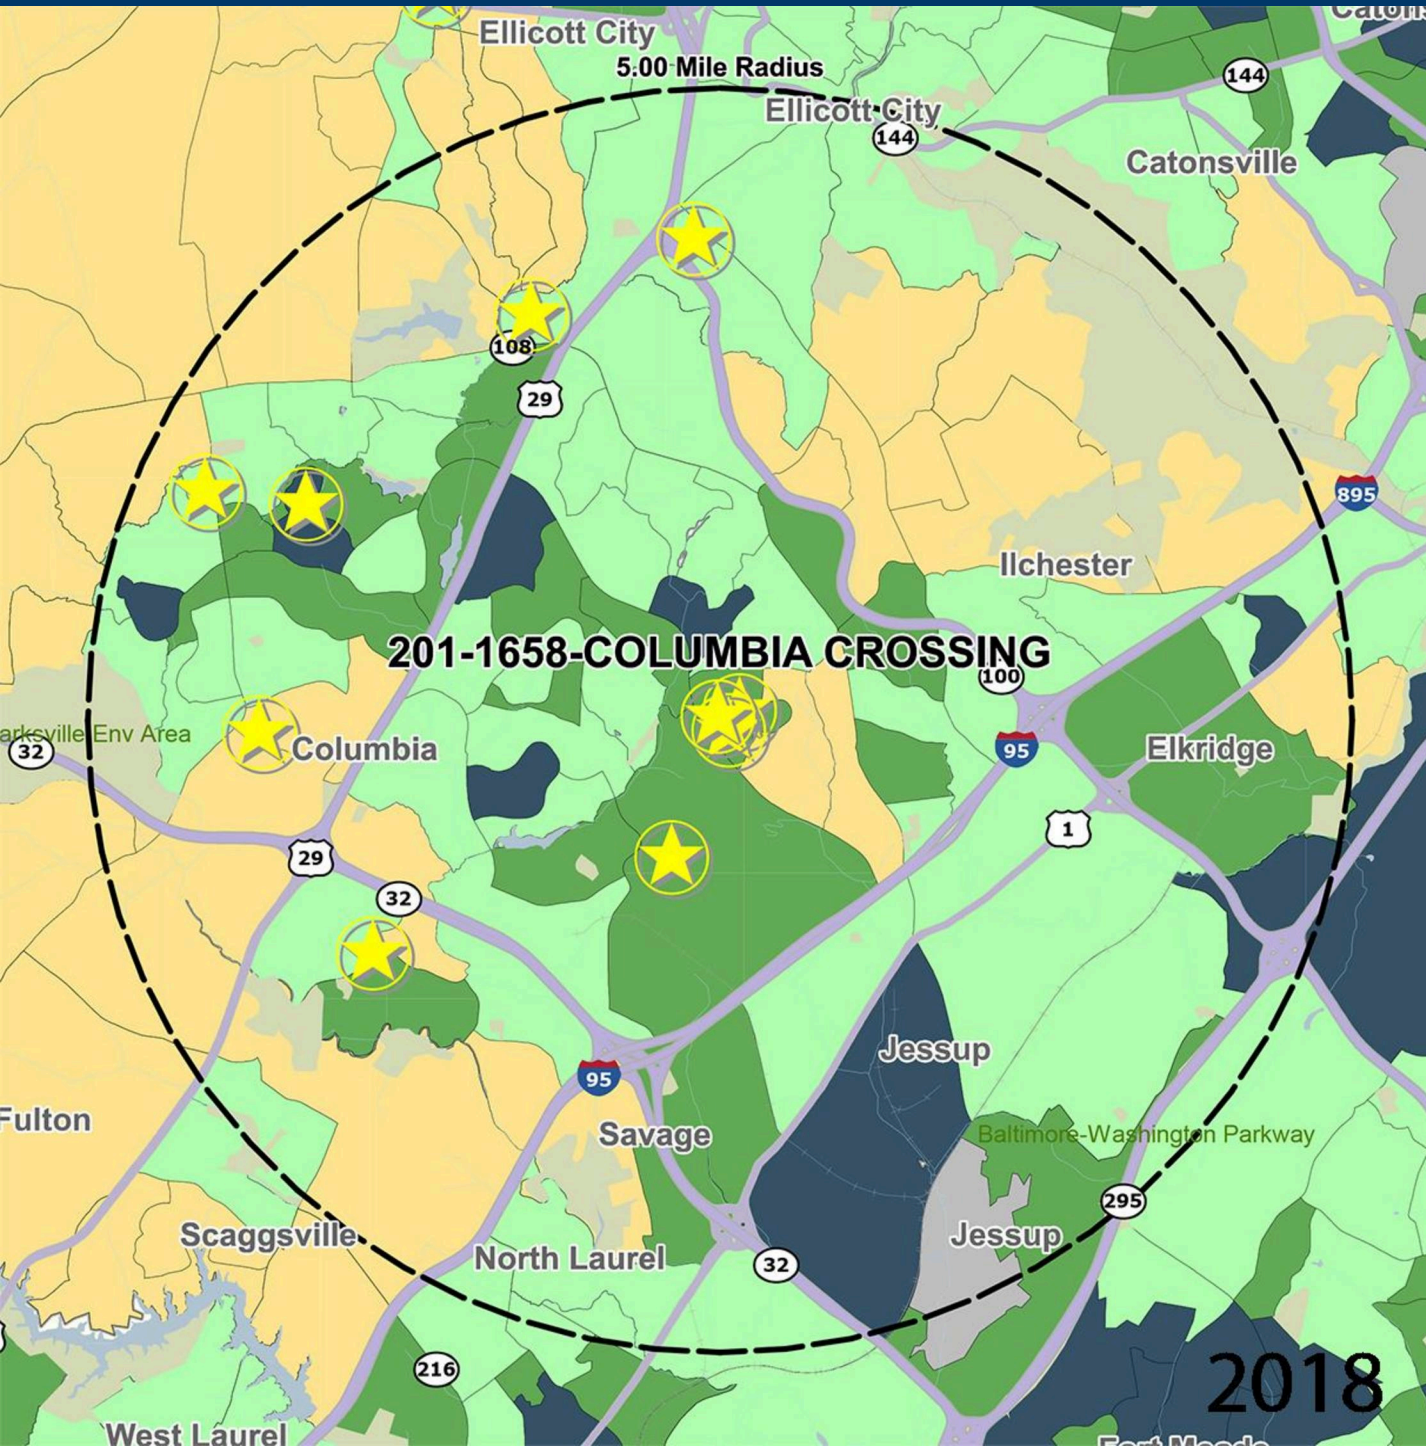 Ellicott City
5.00 Mile Radius
144
Ellicott City
144
Catonsville
108
29
895
Ilchester
201-1658-COLUMBIA CROSSING
100
Env Area
32
Columbia
95
Elkridge
1
29
32
Jessup
95
Fulton
Savage
Baltimore-Washington Parkway
295
Scaggsville
Jessup
North Laurel
32
216
2018
West Laurel